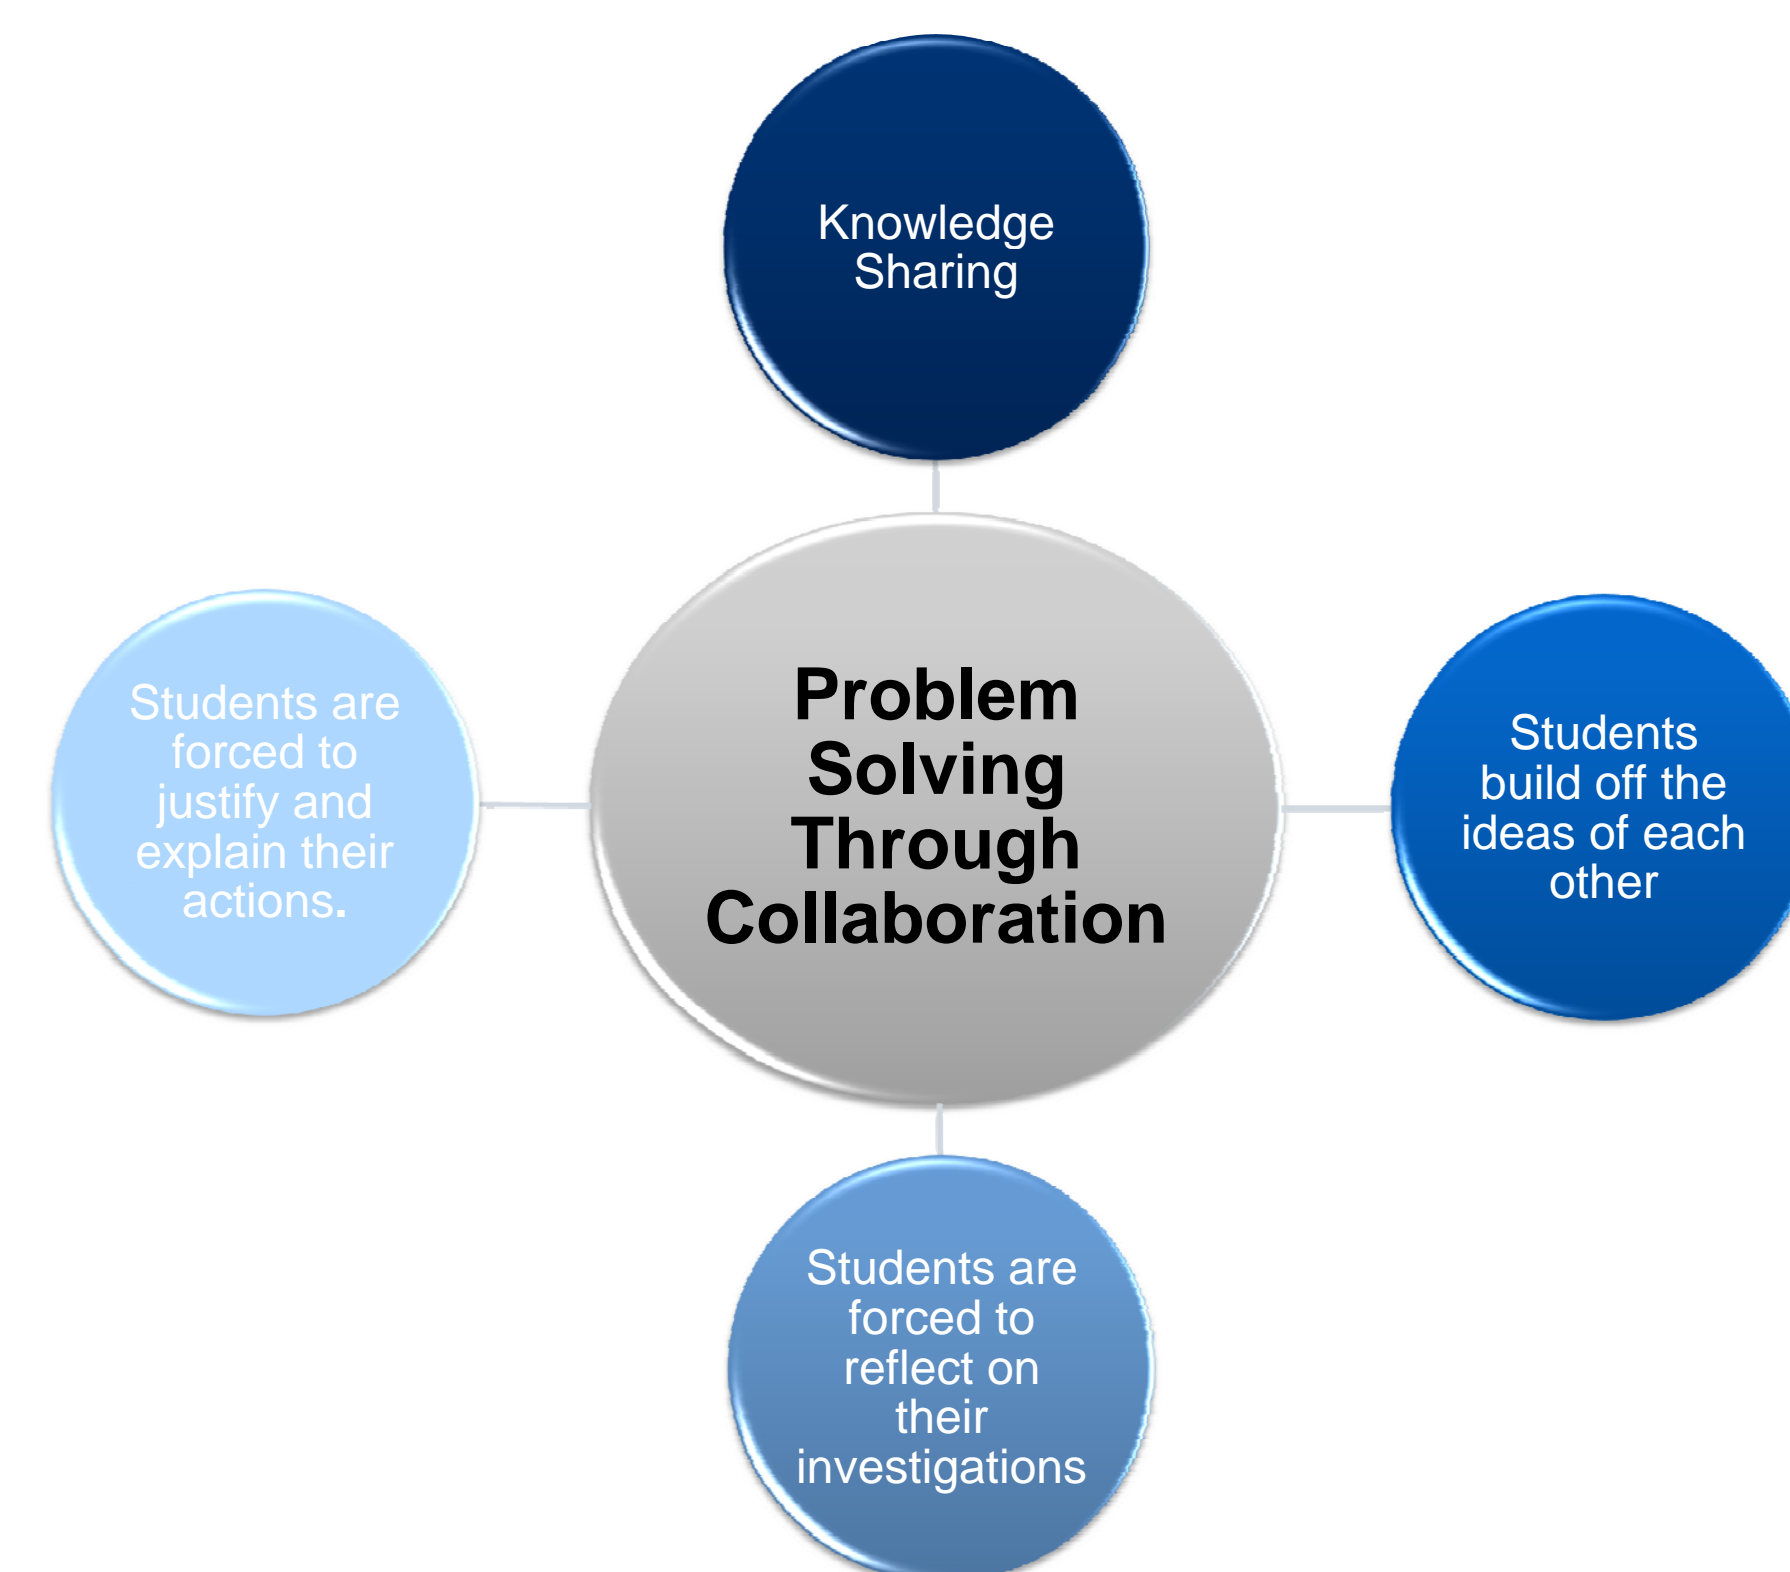 Knowledge
Sharing
Students are
forced to
justify and
explain their
actions.
Problem
Solving
Through
Collaboration
Students
build off the
ideas of each
other
Students are
forced to
reflect on
their
investigations